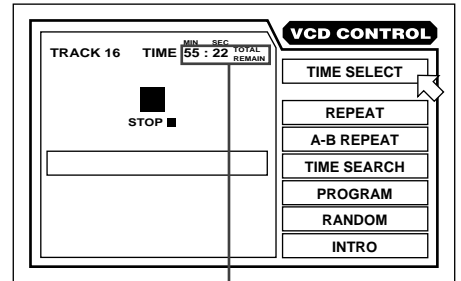 VCD CONTROL
MIN SEC
TRACK 16 TIME 55 : 22 TOTAL REMAIN
STOP
TIME SELECT
REPEAT
A-B REPEAT
TIME SEARCH
PROGRAM
RANDOM
INTRO